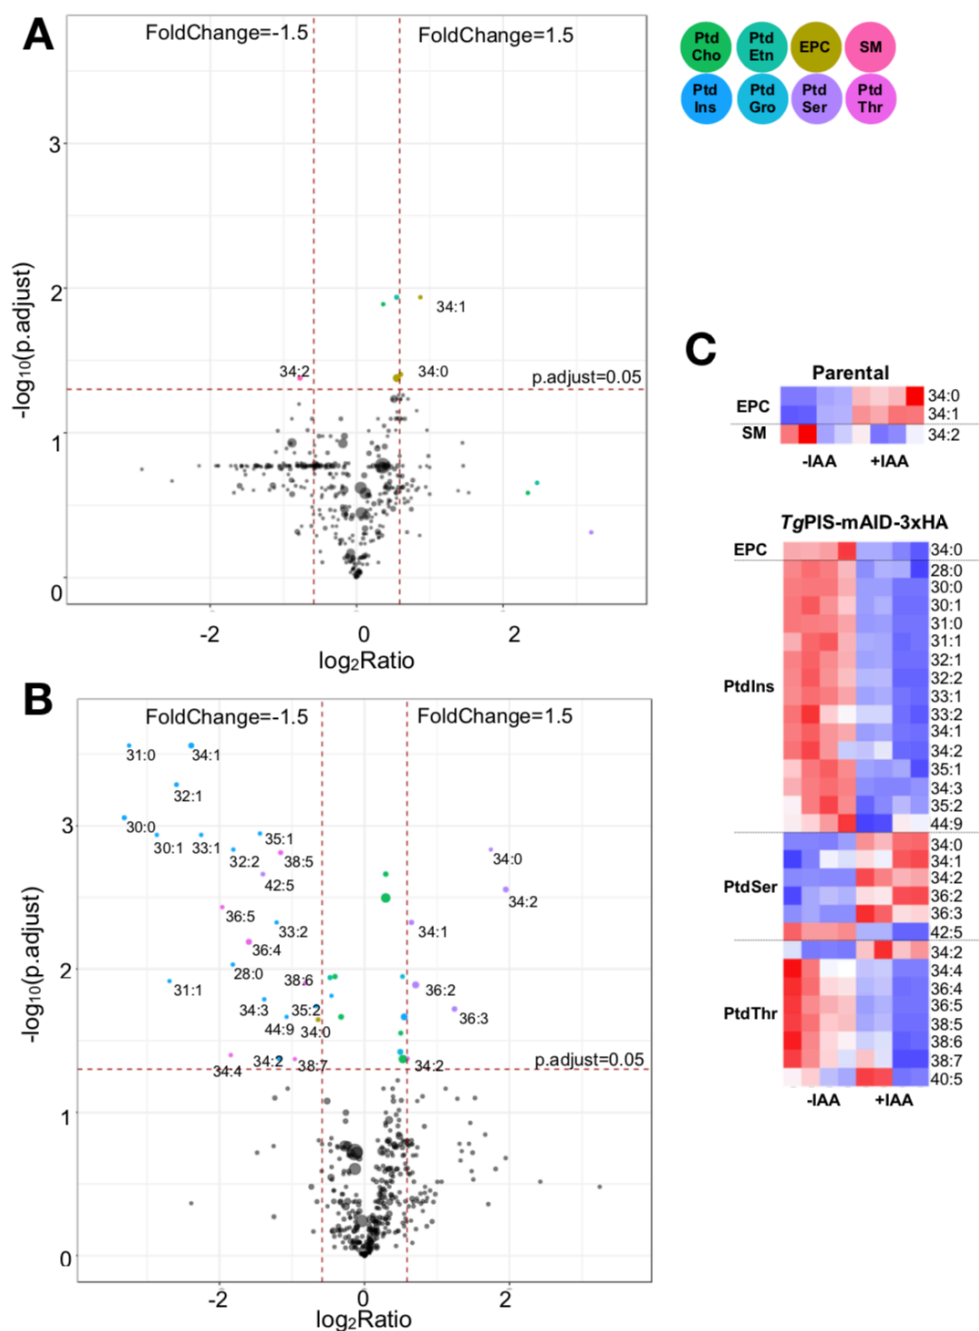 A
FoldChange=-1.5
FoldChange=1.5
3
2
1
0
-log10(p.adjust)
34:1
34:2
34:0
p.adjust=0.05
-2
0
2
log2Ratio
Ptd
Cho
Ptd
Etn
EPC
SM
Ptd
Ins
Ptd
Gro
Ptd
Ser
Ptd
Thr
B
FoldChange=-1.5
FoldChange=1.5
3
2
1
0
-log10(p.adjust)
31:0
34:1
32:1
30:0
30:1
33:1
35:1
32:2
38:5
42:5
36:5
33:2
36:4
28:0
31:1
38:6
34:3
35:2
44:9
34:0
34:2
34:4
38:7
34:0
34:2
34:1
36:2
36:3
34:2
p.adjust=0.05
-2
0
2
log2Ratio
C
Parental
EPC
34:0
34:1
SM
34:2
-IAA
+IAA
TgPIS-mAID-3xHA
EPC
34:0
PtdIns
28:0
30:0
30:1
31:0
31:1
32:1
32:2
33:1
33:2
34:1
34:2
35:1
34:3
35:2
44:9
PtdSer
34:0
34:1
34:2
36:2
36:3
42:5
PtdThr
34:2
34:4
36:4
36:5
38:5
38:6
38:7
40:5
-IAA
+IAA